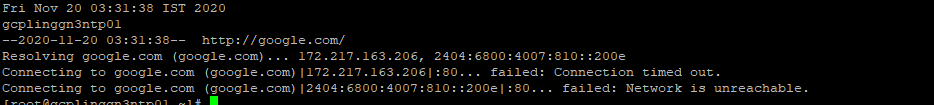 Fri Nov 20 03:31:38 IST 2020
gcplinggn3ntp01
--2020-11-20 03:31:38--  http://google.com/
Resolving google.com (google.com)... 172.217.163.206, 2404:6800:4007:810::200e
Connecting to google.com (google.com)|172.217.163.206|:80... failed: Connection timed out.
Connecting to google.com (google.com)|2404:6800:4007:810::200e|:80... failed: Network is unreachable.
[root@gcplinggn3ntp01 ~]#